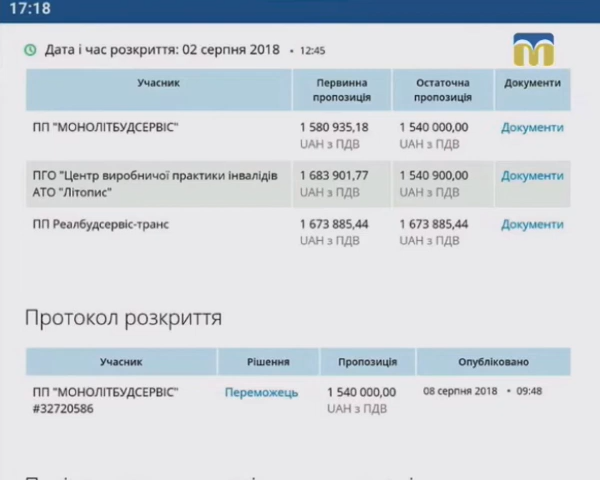 17:18
Дата і час розкриття: 02 серпня 2018 • 12:45
Учасник Первинна пропозиція Остаточна пропозиція Документи
ПП "МОНОЛІТБУДСЕРВІС" 1 580 935,18 1 540 000,00 Документи
UAH з ПДВ UAH з ПДВ
ПГО "Центр виробничої практики інвалідів 1 683 901,77 1 540 900,00 Документи
АТО "Літопис" UAH з ПДВ UAH з ПДВ
ПП Реалбудсервіс-транс 1 673 885,44 1 673 885,44 Документи
UAH з ПДВ UAH з ПДВ
Протокол розкриття
Учасник Рішення Пропозиція Опубліковано
ПП "МОНОЛІТБУДСЕРВІС" Переможець 1 540 000,00 08 серпня 2018 • 09:48
#32720586 UAH з ПДВ